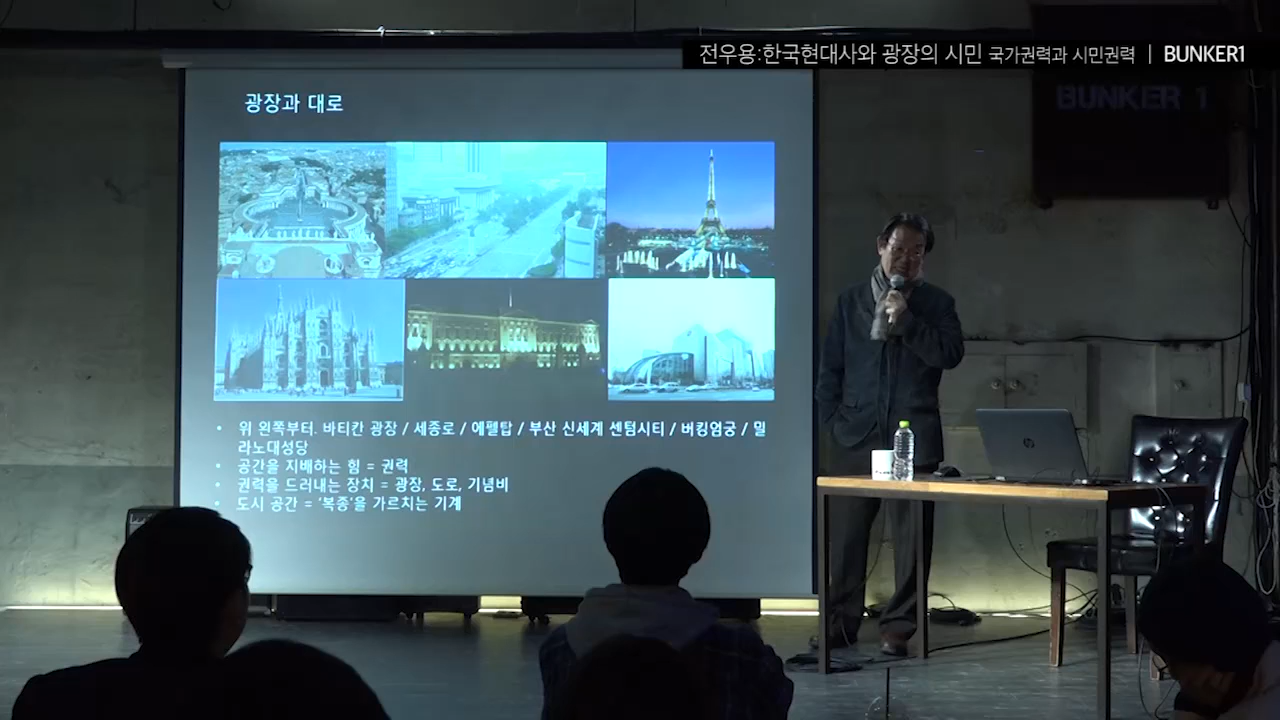 전우용:한국현대사와 광장의 시민 국가권력과 시민권력 | BUNKER1
BUNKER 1
광장과 대로
• 위 왼쪽부터. 바티칸 광장 / 세종로 / 에펠탑 / 부산 신세계 센텀시티 / 버킹엄궁 / 밀
라노대성당
• 공간을 지배하는 힘 = 권력
• 권력을 드러내는 장치 = 광장, 도로, 기념비
• 도시 공간 = ‘복종’을 가르치는 기계
hp